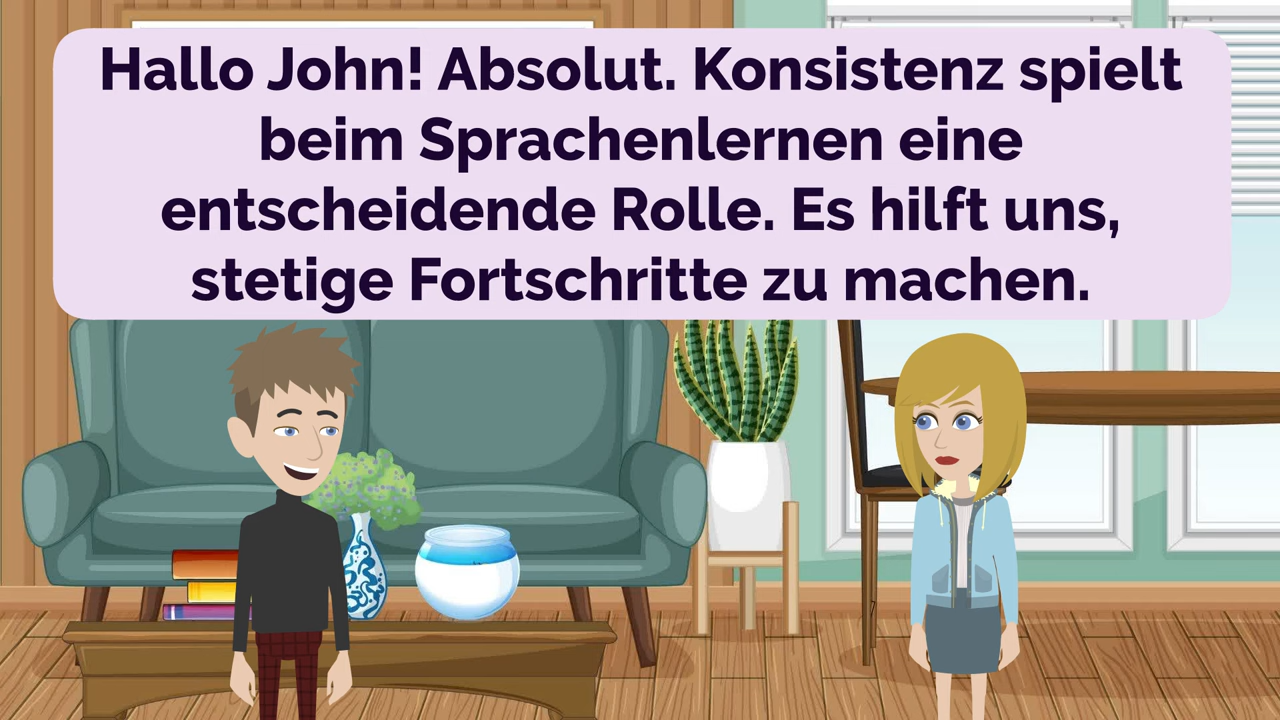 Hallo John! Absolut. Konsistenz spielt
beim Sprachenlernen eine
entscheidende Rolle. Es hilft uns,
stetige Fortschritte zu machen.